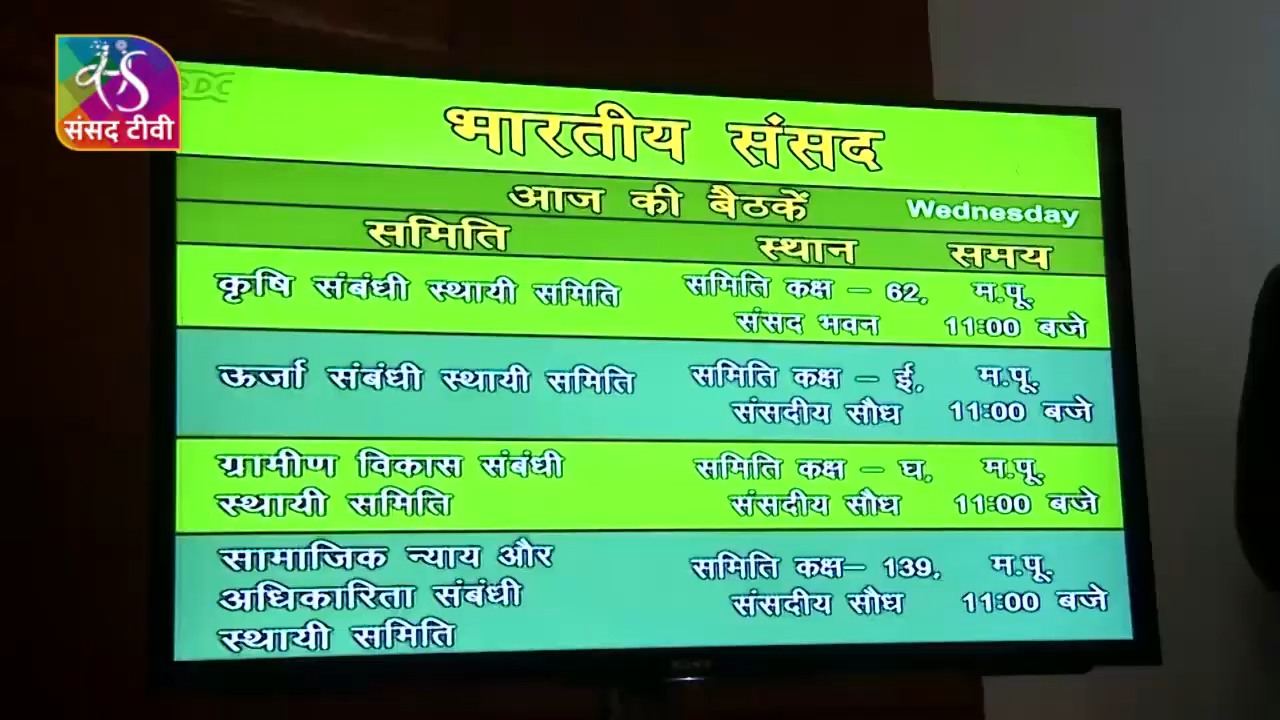 संसद टीवी
DDC
भारतीय संसद
आज की बैठकें Wednesday
समिति स्थान समय
कृषि संबंधी स्थायी समिति समिति कक्ष – 62, म.पू.
संसद भवन 11:00 बजे
ऊर्जा संबंधी स्थायी समिति समिति कक्ष – ई, म.पू.
संसदीय सौध 11:00 बजे
ग्रामीण विकास संबंधी समिति कक्ष – घ, म.पू.
स्थायी समिति संसदीय सौध 11:00 बजे
सामाजिक न्याय और समिति कक्ष– 139, म.पू.
अधिकारिता संबंधी संसदीय सौध 11:00 बजे
स्थायी समिति
SONY